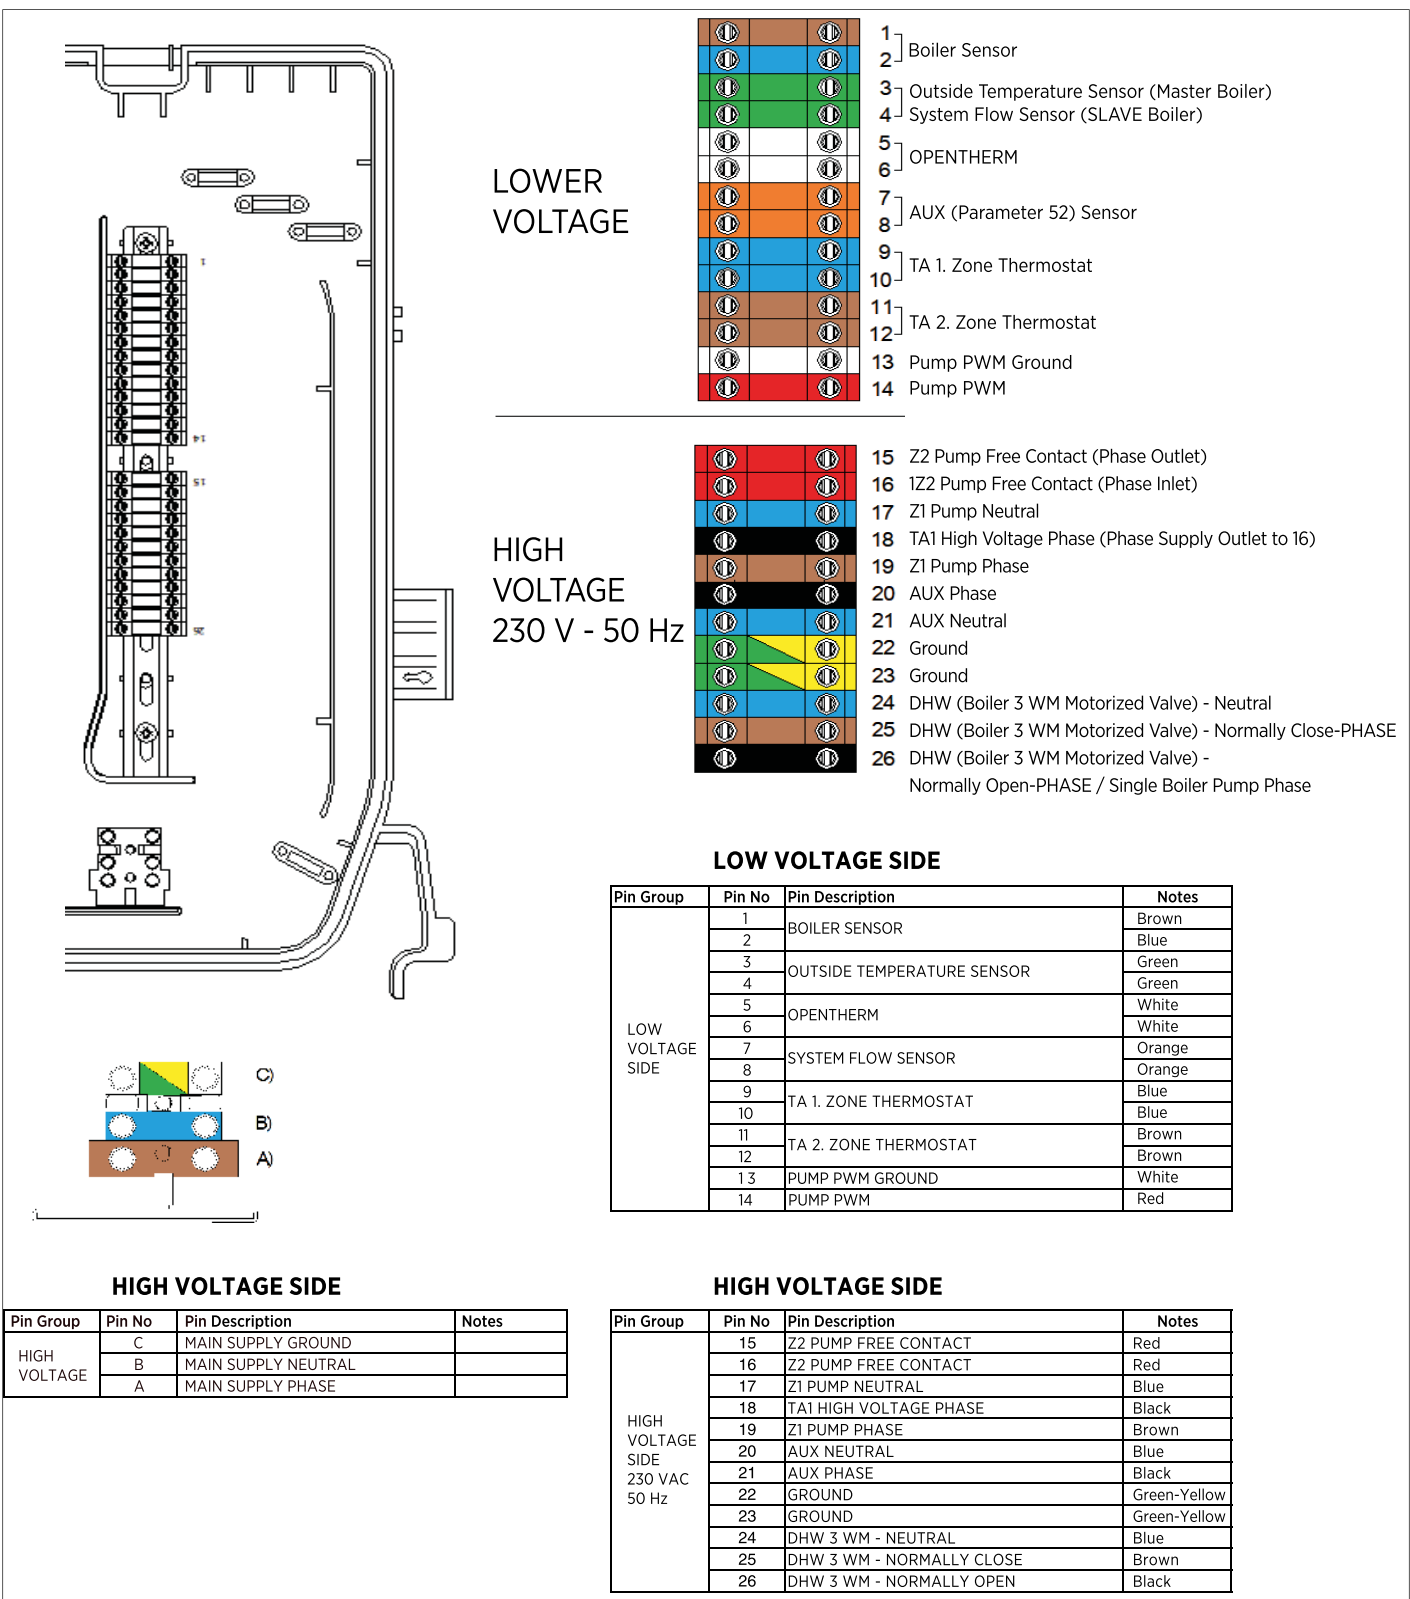 LOWER
VOLTAGE
1
2
Boiler Sensor
3
4
Outside Temperature Sensor (Master Boiler)
System Flow Sensor (SLAVE Boiler)
5
6
OPENTHERM
7
8
AUX (Parameter 52) Sensor
9
10
TA 1. Zone Thermostat
11
12
TA 2. Zone Thermostat
13 Pump PWM Ground
14 Pump PWM
HIGH
VOLTAGE
230 V - 50 Hz
15 Z2 Pump Free Contact (Phase Outlet)
16 1Z2 Pump Free Contact (Phase Inlet)
17 Z1 Pump Neutral
18 TA1 High Voltage Phase (Phase Supply Outlet to 16)
19 Z1 Pump Phase
20 AUX Phase
21 AUX Neutral
22 Ground
23 Ground
24 DHW (Boiler 3 WM Motorized Valve) - Neutral
25 DHW (Boiler 3 WM Motorized Valve) - Normally Close-PHASE
26 DHW (Boiler 3 WM Motorized Valve) -
Normally Open-PHASE / Single Boiler Pump Phase
1
14
15
26
C)
B)
A)
LOW VOLTAGE SIDE
Pin Group Pin No Pin Description Notes
LOW
VOLTAGE
SIDE
1 BOILER SENSOR Brown
2 Blue
3 OUTSIDE TEMPERATURE SENSOR Green
4 Green
5 OPENTHERM White
6 White
7 SYSTEM FLOW SENSOR Orange
8 Orange
9 TA 1. ZONE THERMOSTAT Blue
10 Blue
11 TA 2. ZONE THERMOSTAT Brown
12 Brown
13 PUMP PWM GROUND White
14 PUMP PWM Red
HIGH VOLTAGE SIDE
Pin Group Pin No Pin Description Notes
HIGH
VOLTAGE
C MAIN SUPPLY GROUND
B MAIN SUPPLY NEUTRAL
A MAIN SUPPLY PHASE
HIGH VOLTAGE SIDE
Pin Group Pin No Pin Description Notes
HIGH
VOLTAGE
SIDE
230 VAC
50 Hz
15 Z2 PUMP FREE CONTACT Red
16 Z2 PUMP FREE CONTACT Red
17 Z1 PUMP NEUTRAL Blue
18 TA1 HIGH VOLTAGE PHASE Black
19 Z1 PUMP PHASE Brown
20 AUX NEUTRAL Blue
21 AUX PHASE Black
22 GROUND Green-Yellow
23 GROUND Green-Yellow
24 DHW 3 WM - NEUTRAL Blue
25 DHW 3 WM - NORMALLY CLOSE Brown
26 DHW 3 WM - NORMALLY OPEN Black